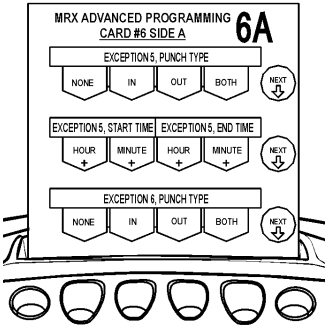 MRX ADVANCED PROGRAMMING 6A
CARD #6 SIDE A
EXCEPTION 5, PUNCH TYPE
NONE IN OUT BOTH NEXT
EXCEPTION 5, START TIME EXCEPTION 5, END TIME
HOUR + MINUTE + HOUR + MINUTE + NEXT
EXCEPTION 6, PUNCH TYPE
NONE IN OUT BOTH NEXT